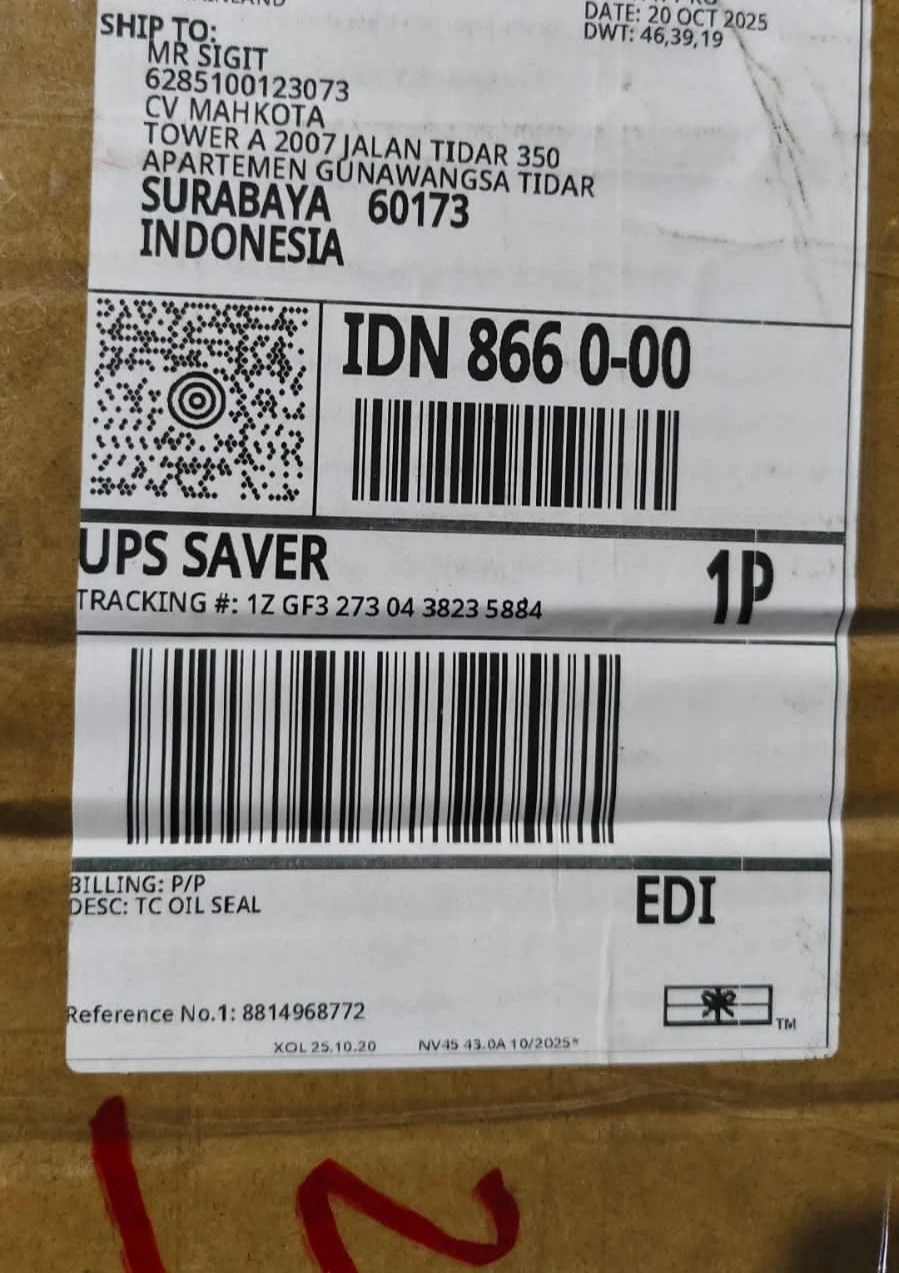 DATE: 20 OCT 2025
DWT: 46,39,19
SHIP TO:
MR SIGIT
6285100123073
CV MAHKOTA
TOWER A 2007 JALAN TIDAR 350
APARTEMEN GUNAWANGSA TIDAR
SURABAYA 60173
INDONESIA
IDN 866 0-00
UPS SAVER
1P
TRACKING #: 1Z GF3 273 04 3823 5884
BILLING: P/P
DESC: TC OIL SEAL
EDI
Reference No.1: 8814968772
TM
XOL 25.10.20 NV45 43.0A 10/2025*